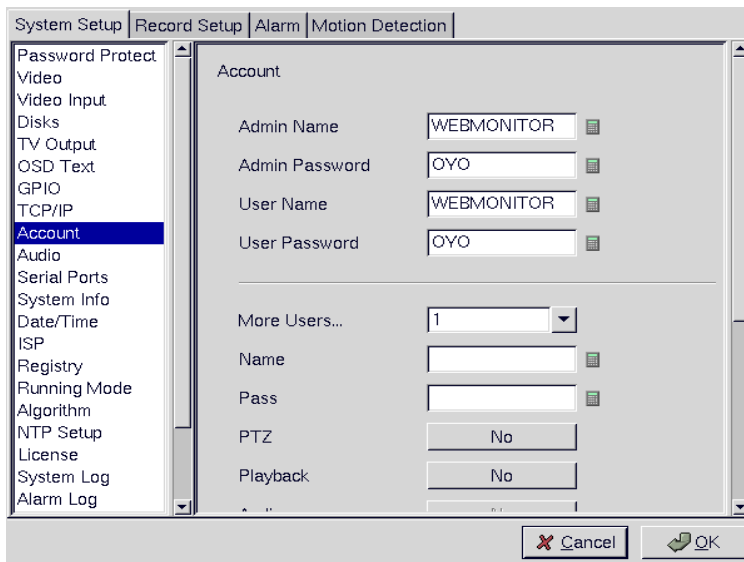 System Setup Record Setup Alarm Motion Detection
Password Protect
Video
Video Input
Disks
TV Output
OSD Text
GPIO
TCP/IP
Account
Audio
Serial Ports
System Info
Date/Time
ISP
Registry
Running Mode
Algorithm
NTP Setup
License
System Log
Alarm Log
Account
Admin Name WEBMONITOR
Admin Password OYO
User Name WEBMONITOR
User Password OYO
More Users... 1
Name
Pass
PTZ No
Playback No
Cancel OK